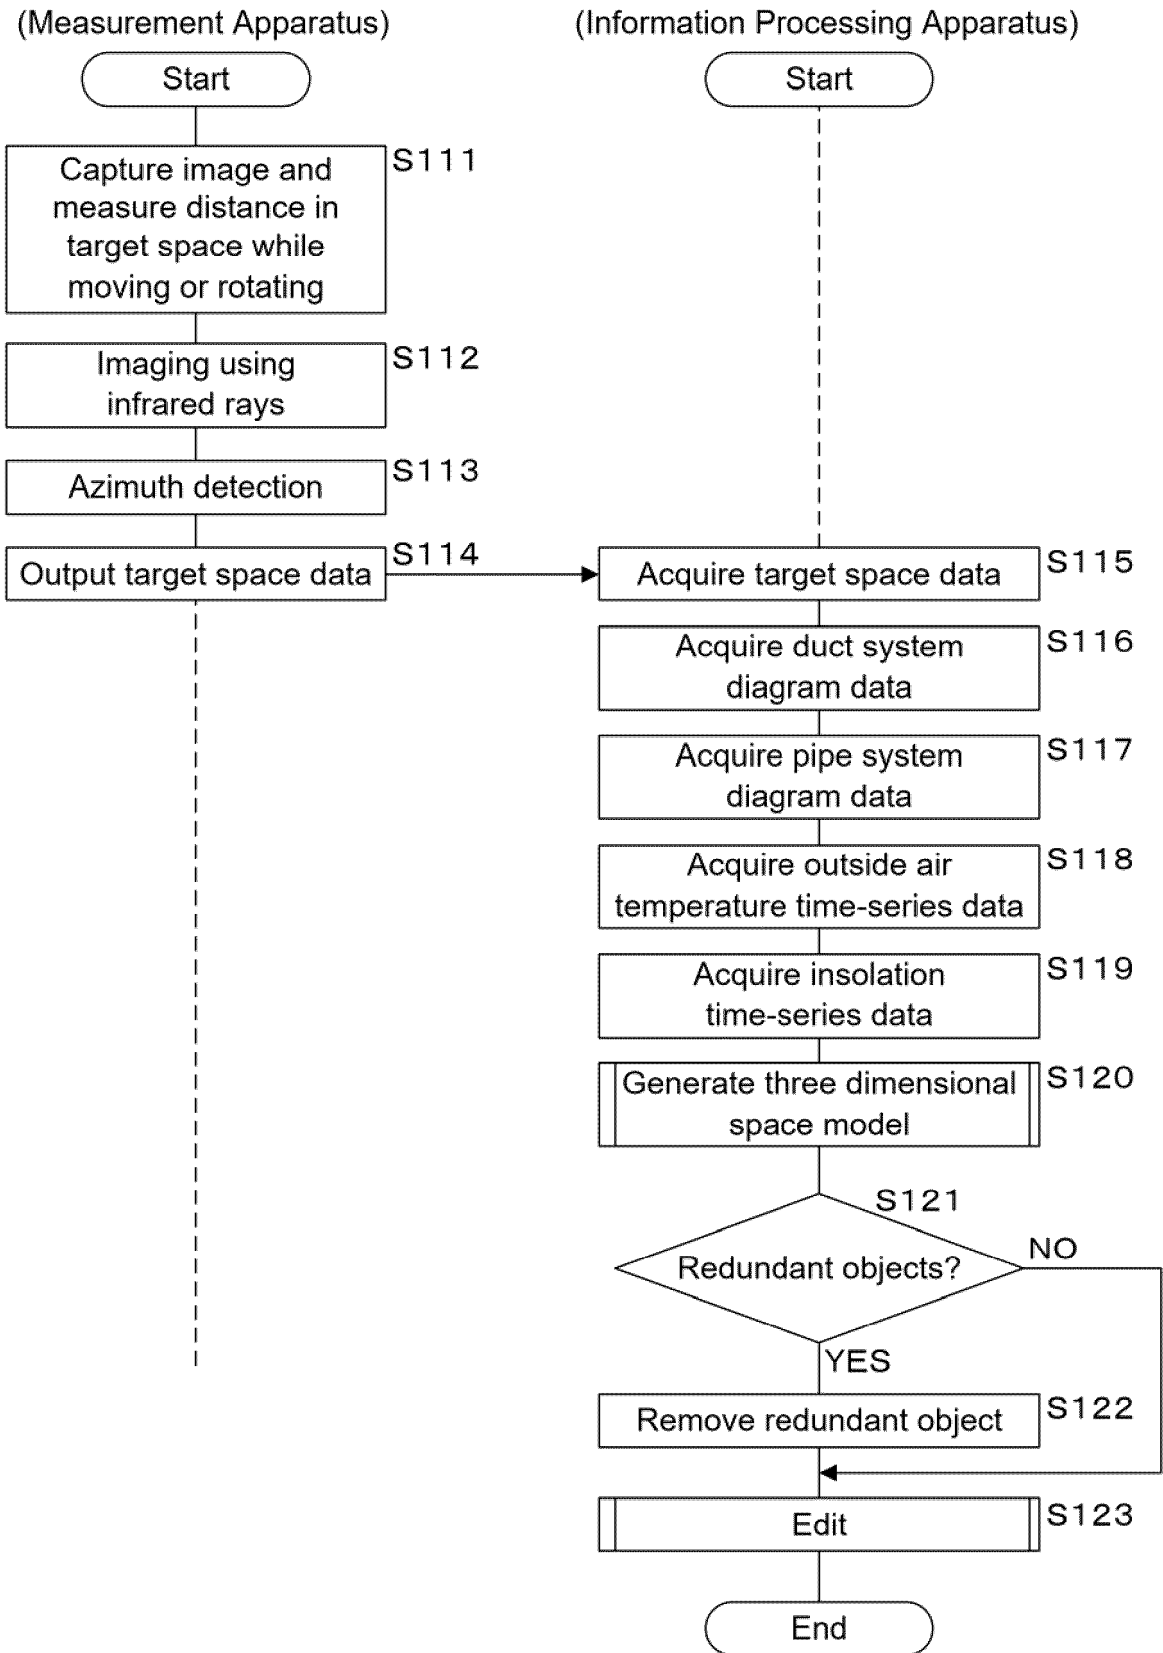 (Measurement Apparatus)
Start
Capture image and
measure distance in
target space while
moving or rotating
S111
Imaging using
infrared rays
S112
Azimuth detection
S113
Output target space data
S114
(Information Processing Apparatus)
Start
Acquire target space data
S115
Acquire duct system
diagram data
S116
Acquire pipe system
diagram data
S117
Acquire outside air
temperature time-series data
S118
Acquire insolation
time-series data
S119
Generate three dimensional
space model
S120
S121
Redundant objects?
NO
YES
Remove redundant object
S122
Edit
S123
End